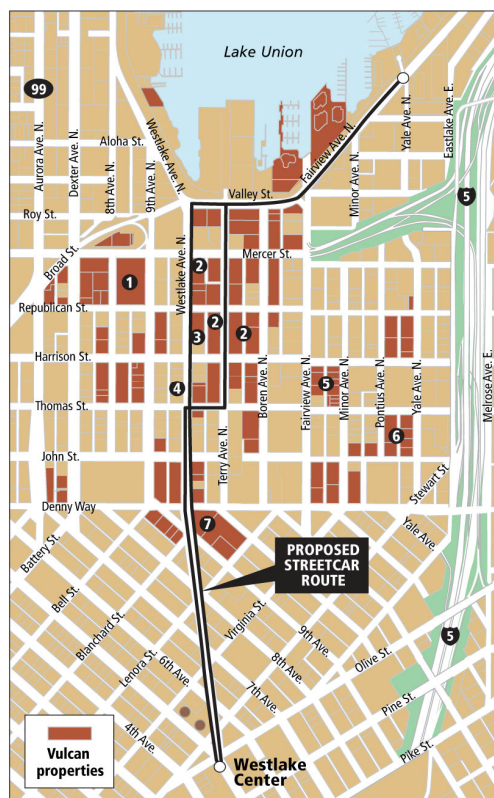 Lake Union
99
Aurora Ave. N.
Dexter Ave. N.
8th Ave. N.
Aloha St.
9th Ave. N.
Westlake Ave. N.
Fairview Ave. N.
Minor Ave. N.
Yale Ave. N.
Eastlake Ave. E.
5
Valley St.
Roy St.
Broad St.
Mercer St.
Westlake Ave. N.
1
2
Republican St.
3
2
2
Harrison St.
4
Boren Ave. N.
Fairview Ave. N.
5
Minor Ave. N.
Pontius Ave. N.
Yale Ave. N.
Melrose Ave. E.
Thomas St.
Terry Ave. N.
6
John St.
Stewart St.
Denny Way
7
Yale Ave.
Battery St.
PROPOSED
STREETCAR
ROUTE
Bell St.
Blanchard St.
Virginia St.
9th Ave.
5
Lenora St.
6th Ave.
8th Ave.
Olive St.
7th Ave.
Pine St.
4th Ave.
Pike St.
Vulcan
properties
Westlake
Center